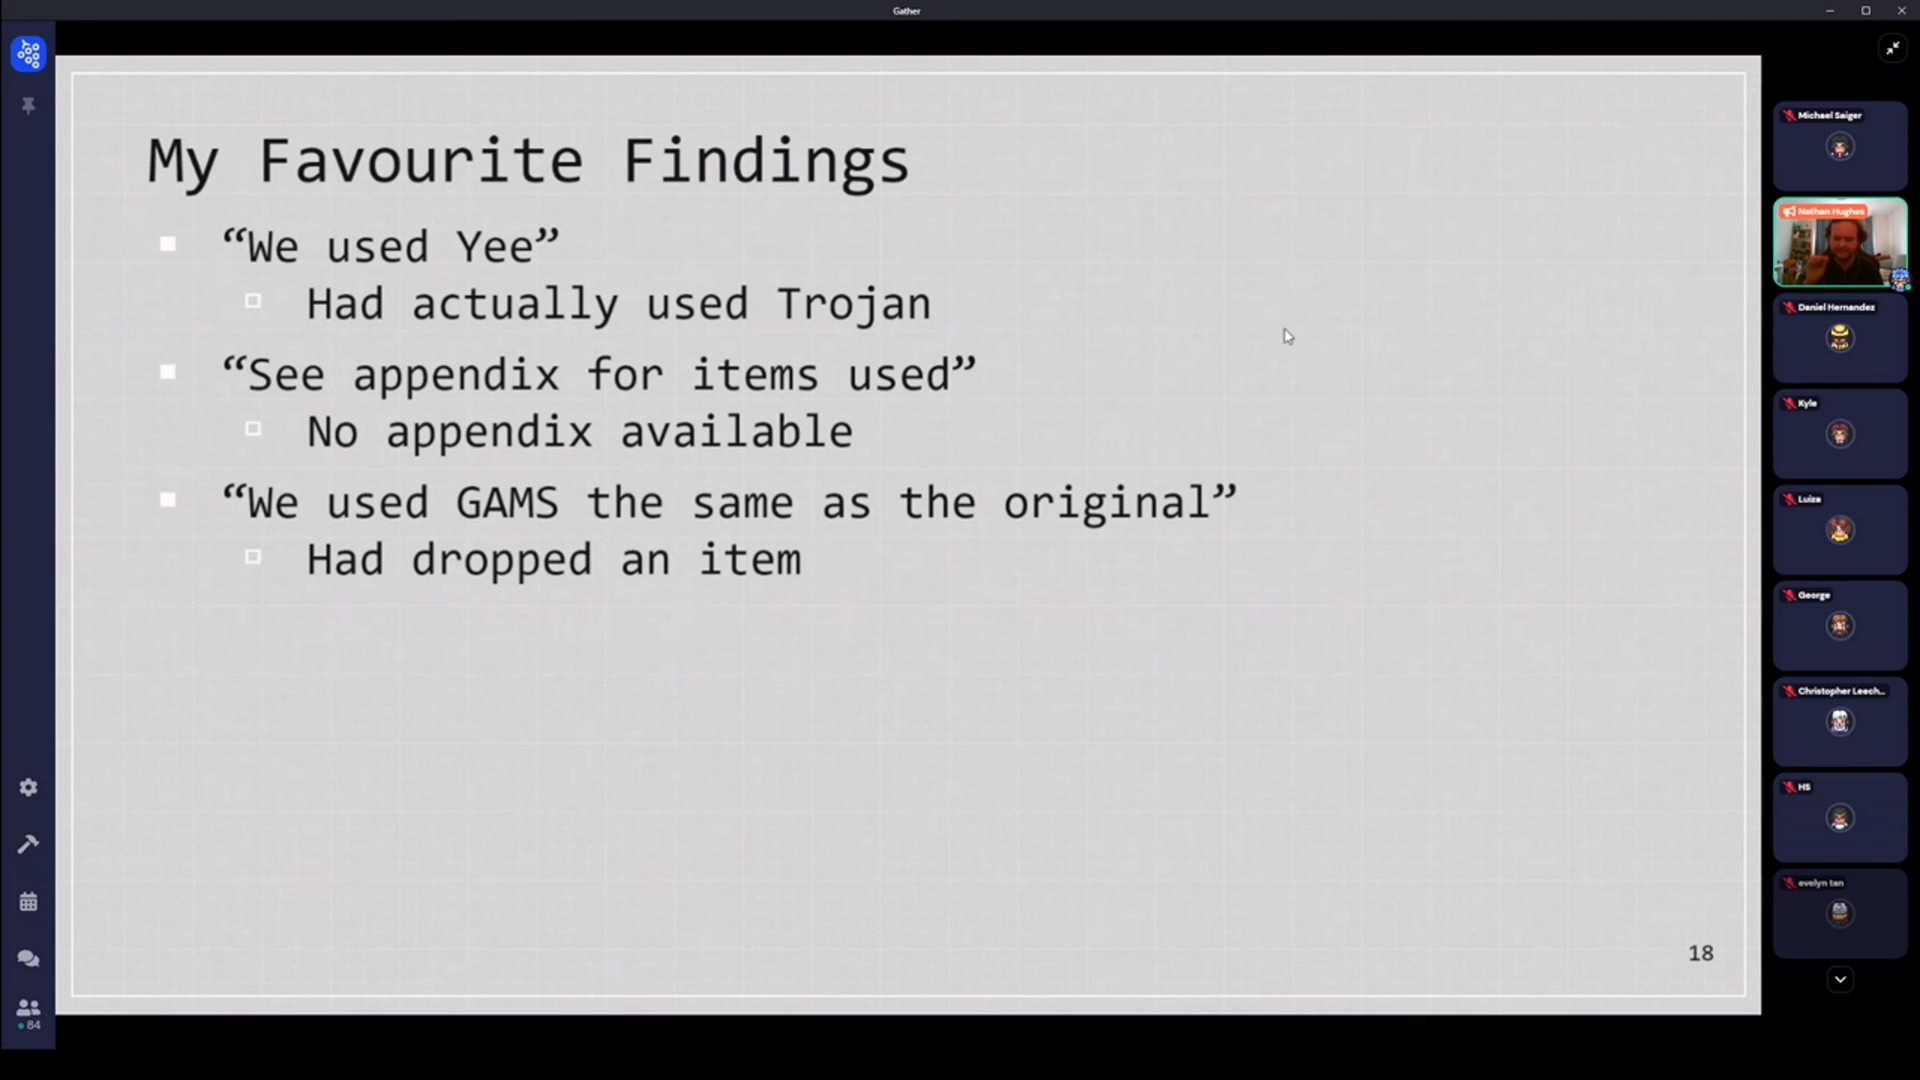 Gather
My Favourite Findings
“We used Yee”
Had actually used Trojan
“See appendix for items used”
No appendix available
“We used GAMS the same as the original”
Had dropped an item
18
Michael Saiger
Nathan Hughes
Daniel Hernandez
Kyle
Luiza
George
Christopher Leech...
HS
evelyn tan
84